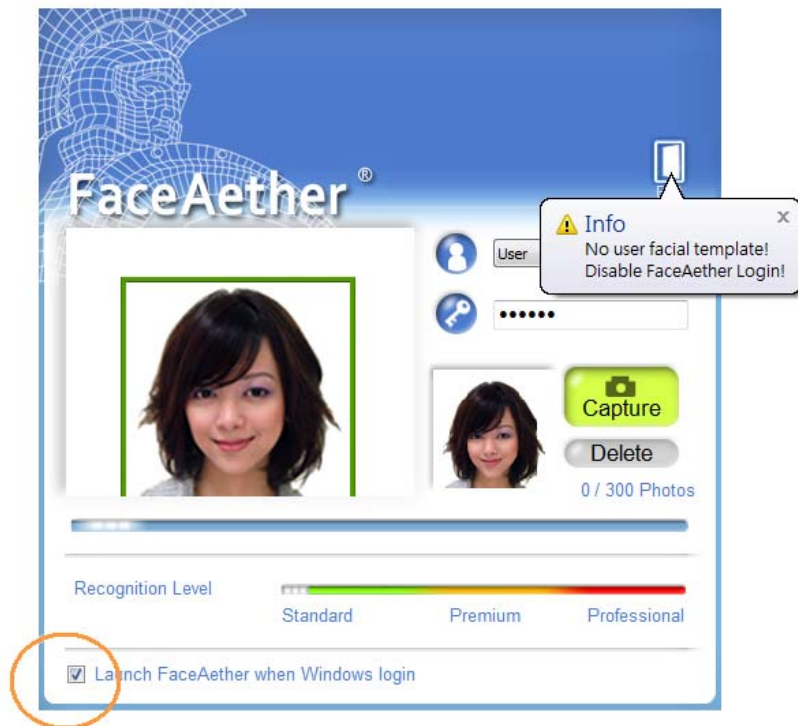 FaceAether ®
Info
No user facial template!
Disable FaceAether Login!
User
••••••
Capture
Delete
0 / 300 Photos
Recognition Level
Standard Premium Professional
Launch FaceAether when Windows login